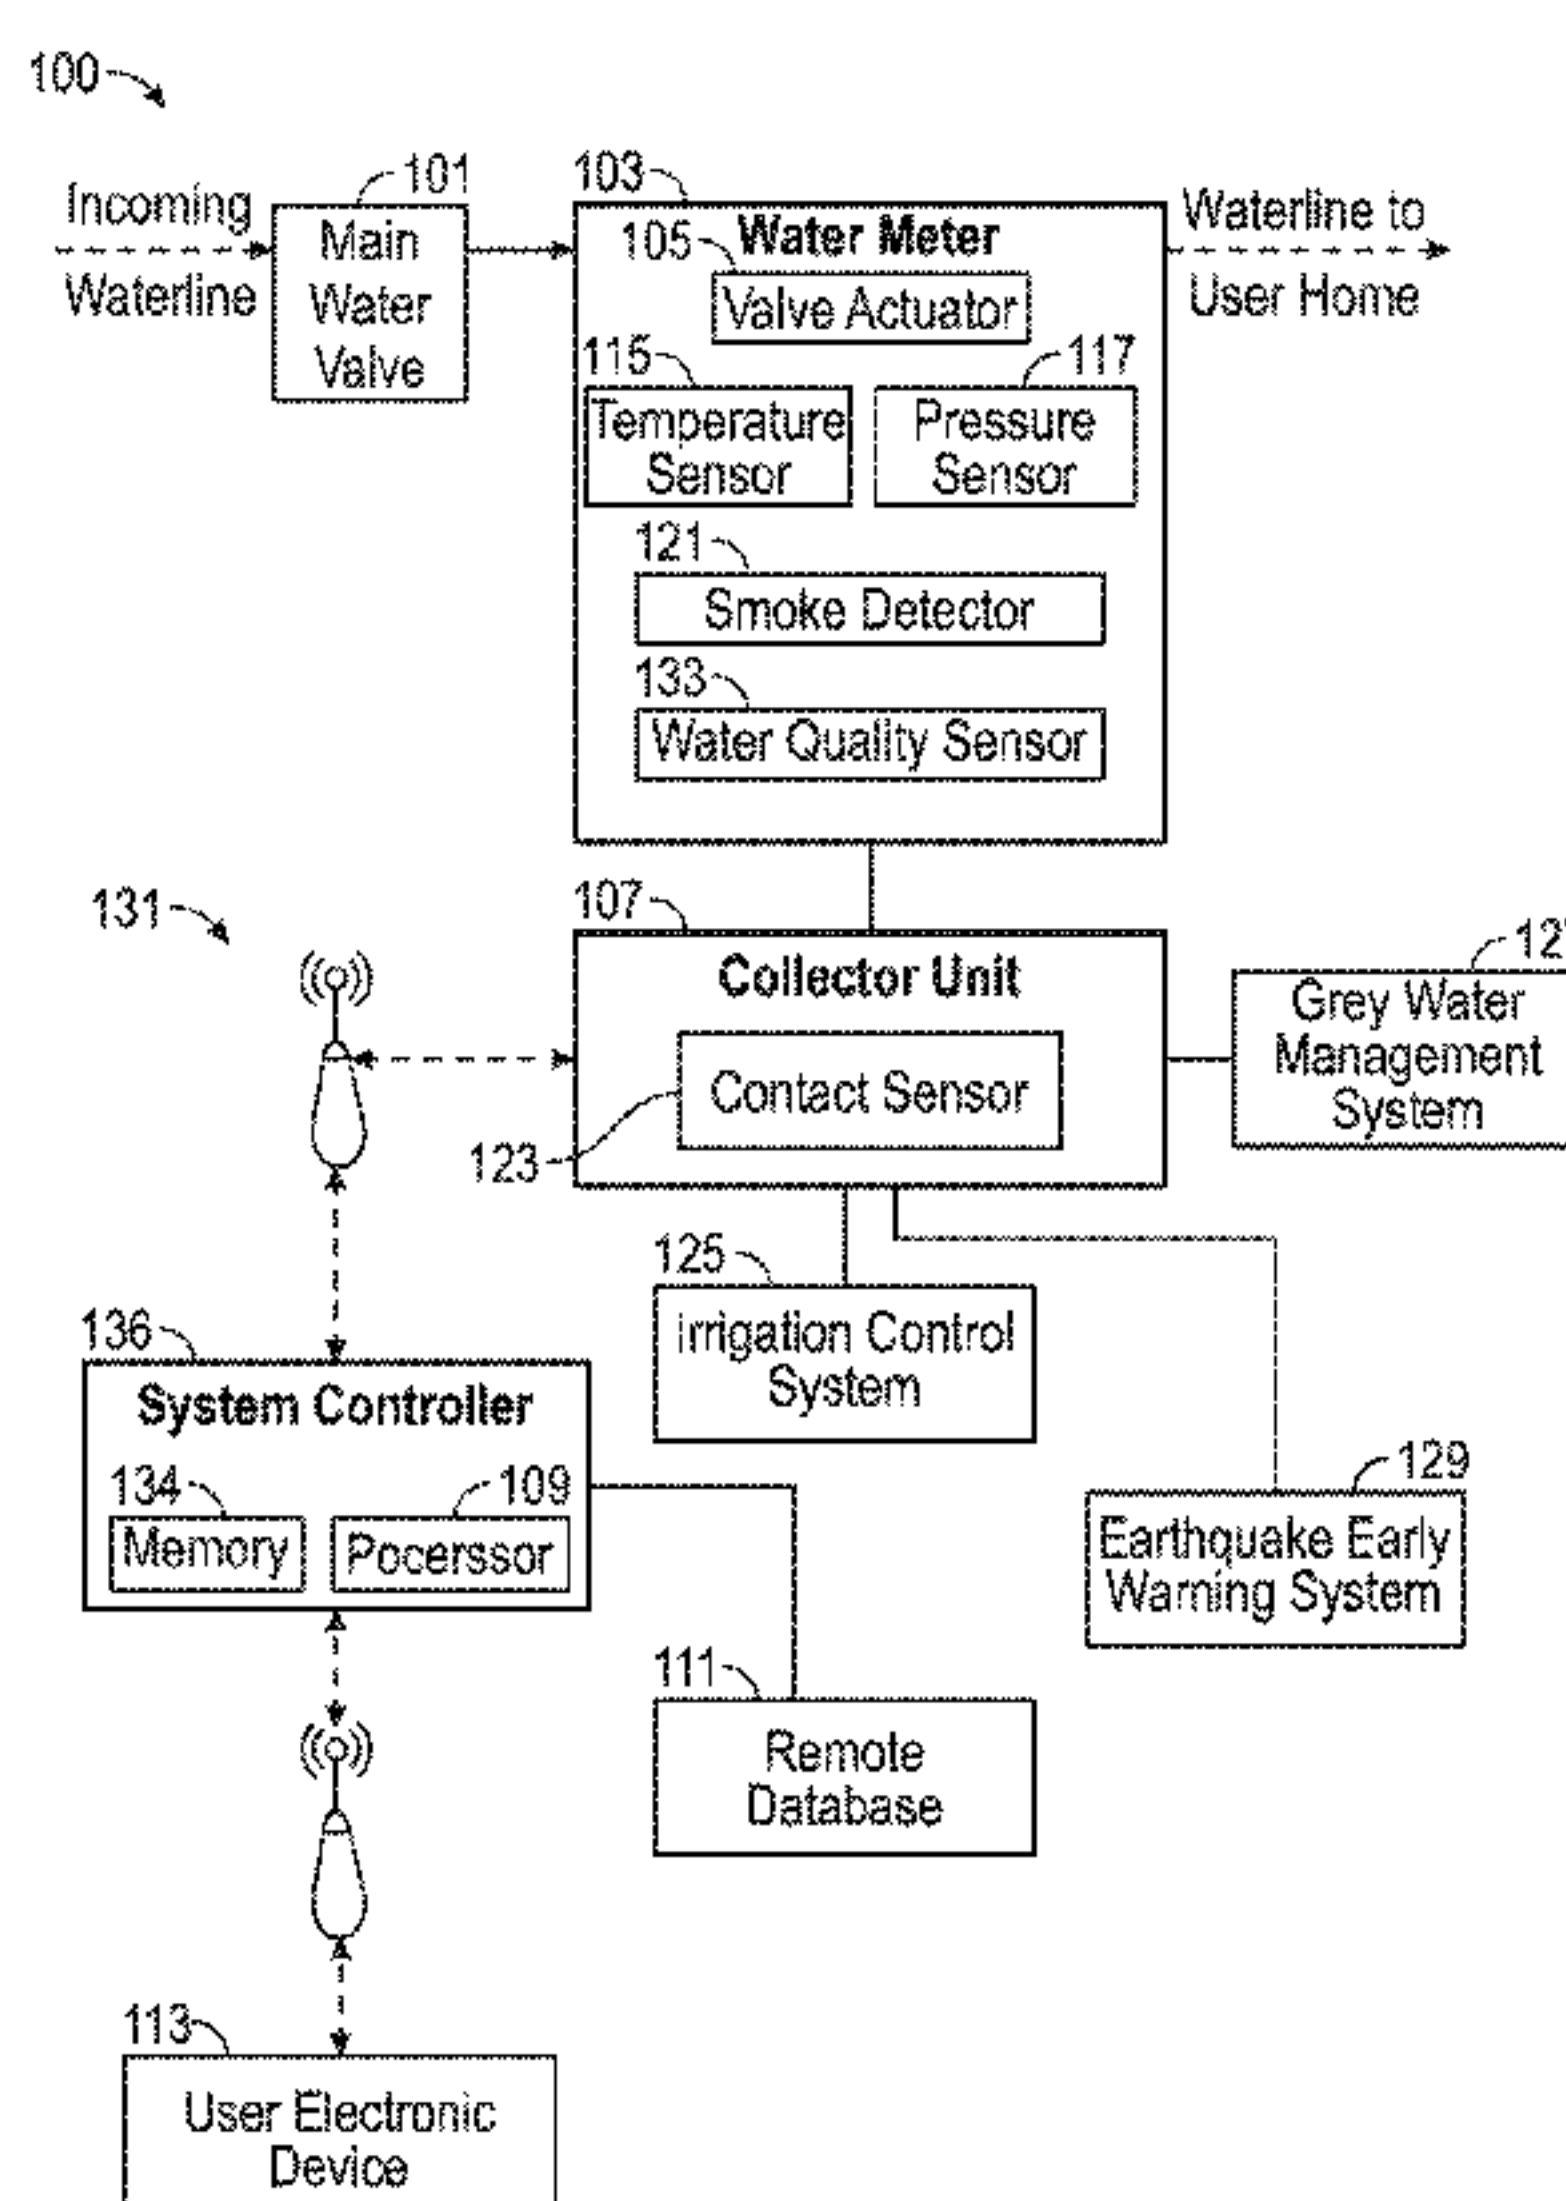 100
101
103
Incoming
Waterline
Main
Water
Valve
Water Meter
105
Valve Actuator
Waterline to
User Home
115
Temperature
Sensor
117
Pressure
Sensor
121
Smoke Detector
133
Water Quality Sensor
131
107
Collector Unit
Contact Sensor
123
Grey Water
Management
System
125
irrigation Control
System
136
System Controller
134
Memory
109
Pocerssor
129
Earthquake Early
Warning System
111
Remote
Database
113
User Electronic
Device